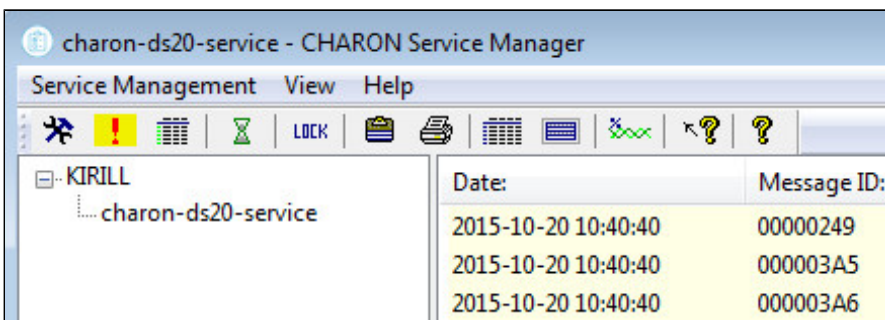 charon-ds20-service - CHARON Service Manager
Service Management View Help
! LOCK ? ?
KIRILL
charon-ds20-service
Date: Message ID:
2015-10-20 10:40:40 00000249
2015-10-20 10:40:40 000003A5
2015-10-20 10:40:40 000003A6